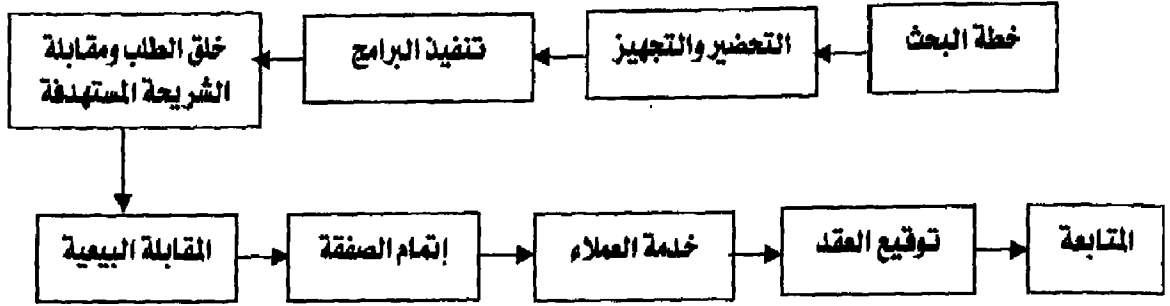 خطة البحث
التحضير والتجهيز
تنفيذ البرامج
خلق الطلب ومقابلة
الشريحة المستهدفة
المقابلة البيعية
إتمام الصفقة
خدمة العملاء
توقيع العقد
المتابعة